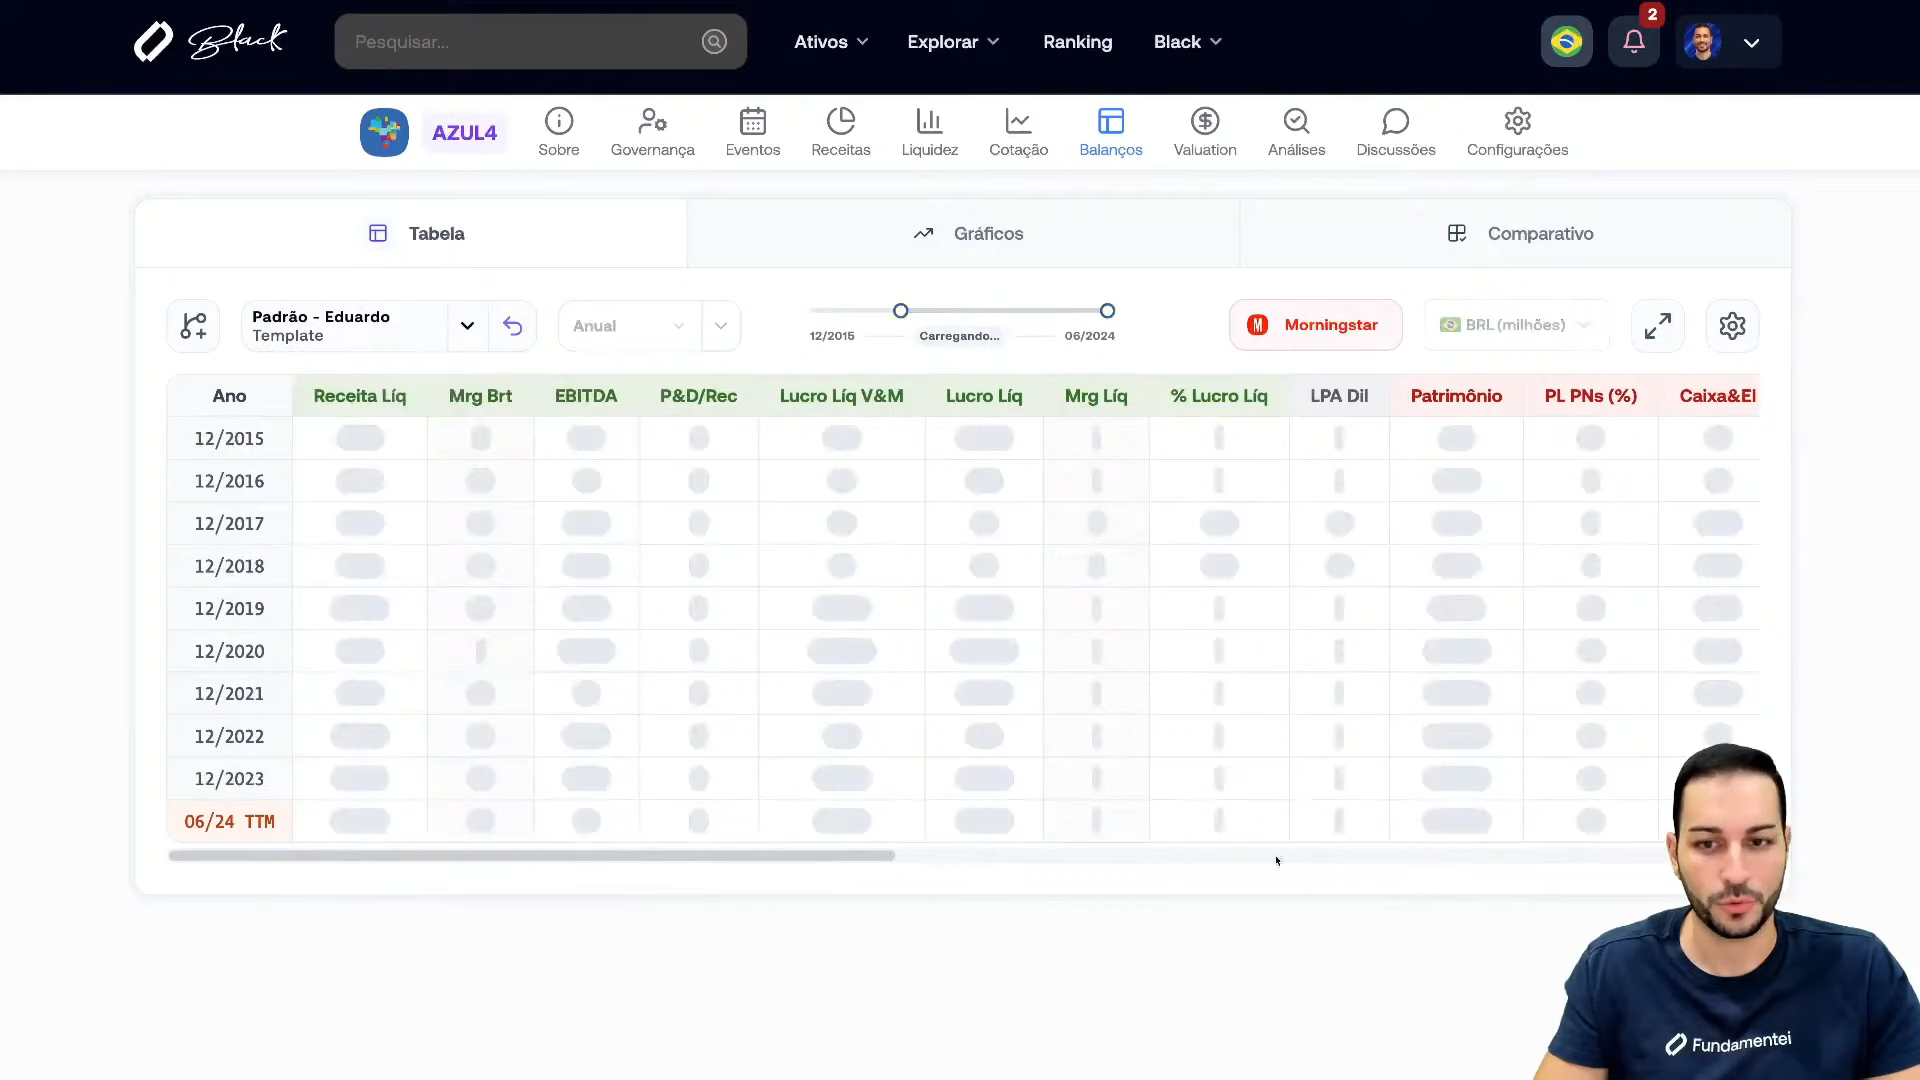 Black
Pesquisar...
Ativos
Explorar
Ranking
Black
2
AZUL4
Sobre
Governança
Eventos
Receitas
Liquidez
Cotação
Balanços
Valuation
Análises
Discussões
Configurações
Tabela
Gráficos
Comparativo
Padrão - Eduardo
Template
Anual
12/2015
Carregando...
06/2024
Morningstar
BRL (milhões)
Ano Receita Líq Mrg Brt EBITDA P&D/Rec Lucro Líq V&M Lucro Líq Mrg Líq % Lucro Líq LPA Dil Patrimônio PL PNs (%) Caixa&El
12/2015
12/2016
12/2017
12/2018
12/2019
12/2020
12/2021
12/2022
12/2023
06/24 TTM
Fundamentei